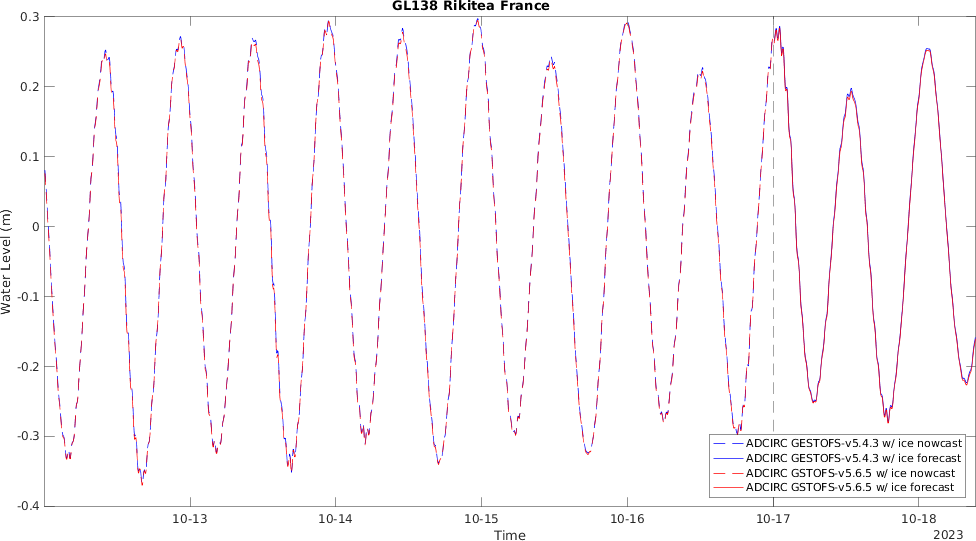 GL138 Rikitea France
0.3
0.2
0.1
0
-0.1
-0.2
-0.3
-0.4
Water Level (m)
ADCIRC GESTOFS-v5.4.3 w/ ice nowcast
ADCIRC GESTOFS-v5.4.3 w/ ice forecast
ADCIRC GSTOFS-v5.6.5 w/ ice nowcast
ADCIRC GSTOFS-v5.6.5 w/ ice forecast
10-13 10-14 10-15 10-16 10-17 10-18
Time
2023